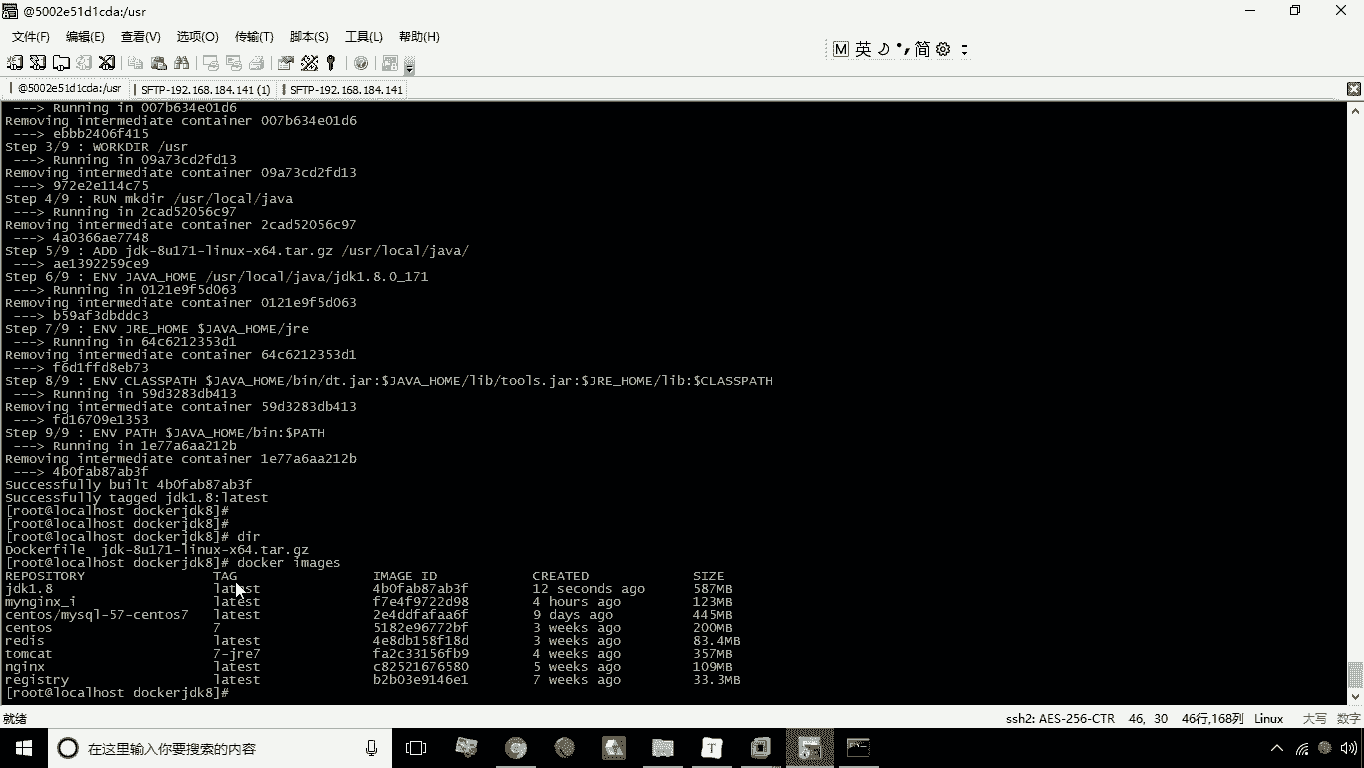 @5002e51d1cda:/usr
文件(F) 编辑(E) 查看(V) 选项(O) 传输(T) 脚本(S) 工具(L) 帮助(H)
M 英 简
@5002e51d1cda:/usr SFTP-192.168.184.141 (1) SFTP-192.168.184.141
---> Running in 007b634e01d6
Removing intermediate container 007b634e01d6
---> ebbb2406f415
Step 3/9 : WORKDIR /usr
---> Running in 09a73cd2fd13
Removing intermediate container 09a73cd2fd13
---> 972e2e114c75
Step 4/9 : RUN mkdir /usr/local/java
---> Running in 2cad52056c97
Removing intermediate container 2cad52056c97
---> 4a0366ae7748
Step 5/9 : ADD jdk-8u171-linux-x64.tar.gz /usr/local/java/
---> ae1392259ce9
Step 6/9 : ENV JAVA_HOME /usr/local/java/jdk1.8.0_171
---> Running in 0121e9f5d063
Removing intermediate container 0121e9f5d063
---> b59af3dbddc3
Step 7/9 : ENV JRE_HOME $JAVA_HOME/jre
---> Running in 64c6212353d1
Removing intermediate container 64c6212353d1
---> f6d1ffd8eb73
Step 8/9 : ENV CLASSPATH $JAVA_HOME/bin/dt.jar:$JAVA_HOME/lib/tools.jar:$JRE_HOME/lib:$CLASSPATH
---> Running in 59d3283db413
Removing intermediate container 59d3283db413
---> fd16709e1353
Step 9/9 : ENV PATH $JAVA_HOME/bin:$PATH
---> Running in 1e77a6aa212b
Removing intermediate container 1e77a6aa212b
---> 4b0fab87ab3f
Successfully built 4b0fab87ab3f
Successfully tagged jdk1.8:latest
[root@localhost dockerjdk8]#
[root@localhost dockerjdk8]#
[root@localhost dockerjdk8]# dir
Dockerfile jdk-8u171-linux-x64.tar.gz
[root@localhost dockerjdk8]# docker images
REPOSITORY TAG IMAGE ID CREATED SIZE
jdk1.8 latest 4b0fab87ab3f 12 seconds ago 587MB
mynginx_i latest f7e4f9722d98 4 hours ago 123MB
centos/mysql-57-centos7 latest 2e4ddfafaa6f 9 days ago 445MB
centos 7 5182e96772bf 3 weeks ago 200MB
redis latest 4e8db158f18d 3 weeks ago 83.4MB
tomcat 7-jre7 fa2c33156fb9 4 weeks ago 357MB
nginx latest c82521676580 5 weeks ago 109MB
registry latest b2b03e9146e1 7 weeks ago 33.3MB
[root@localhost dockerjdk8]#
就绪 ssh2: AES-256-CTR 46, 30 46行,168列 Linux 大写 数字
在这里输入你要搜索的内容